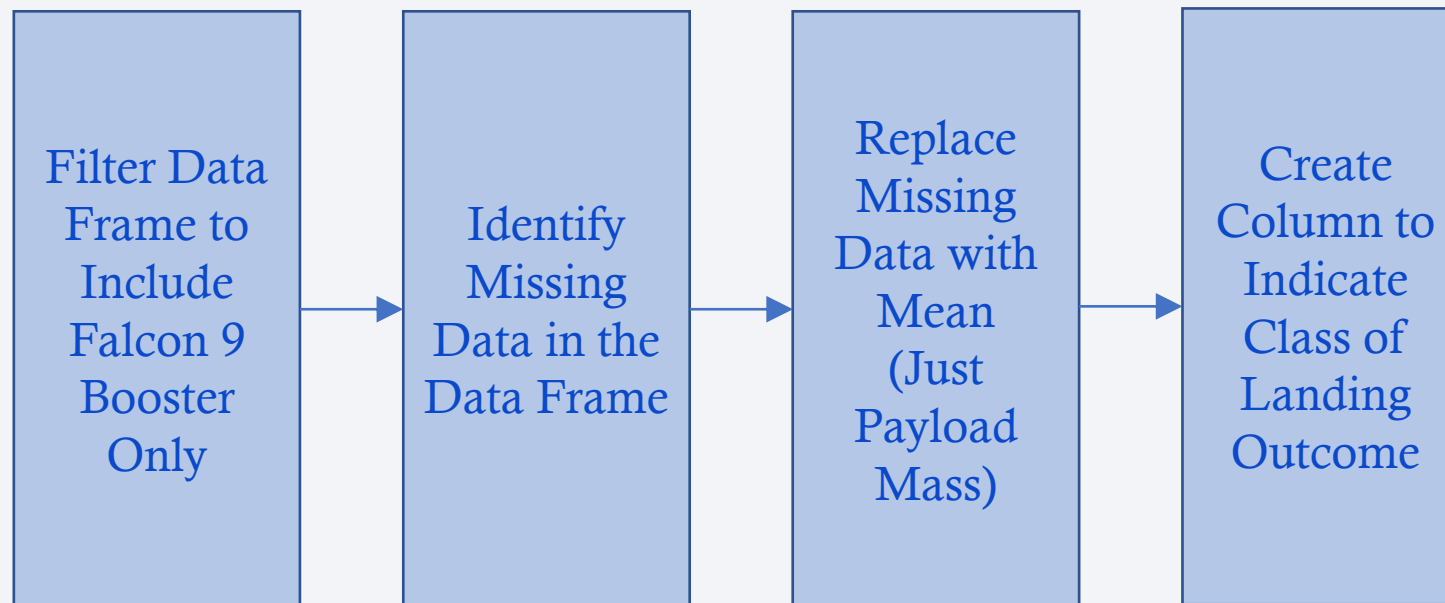 Filter Data
Frame to
Include
Falcon 9
Booster
Only
Identify
Missing
Data in the
Data Frame
Replace
Missing
Data with
Mean
(Just
Payload
Mass)
Create
Column to
Indicate
Class of
Landing
Outcome